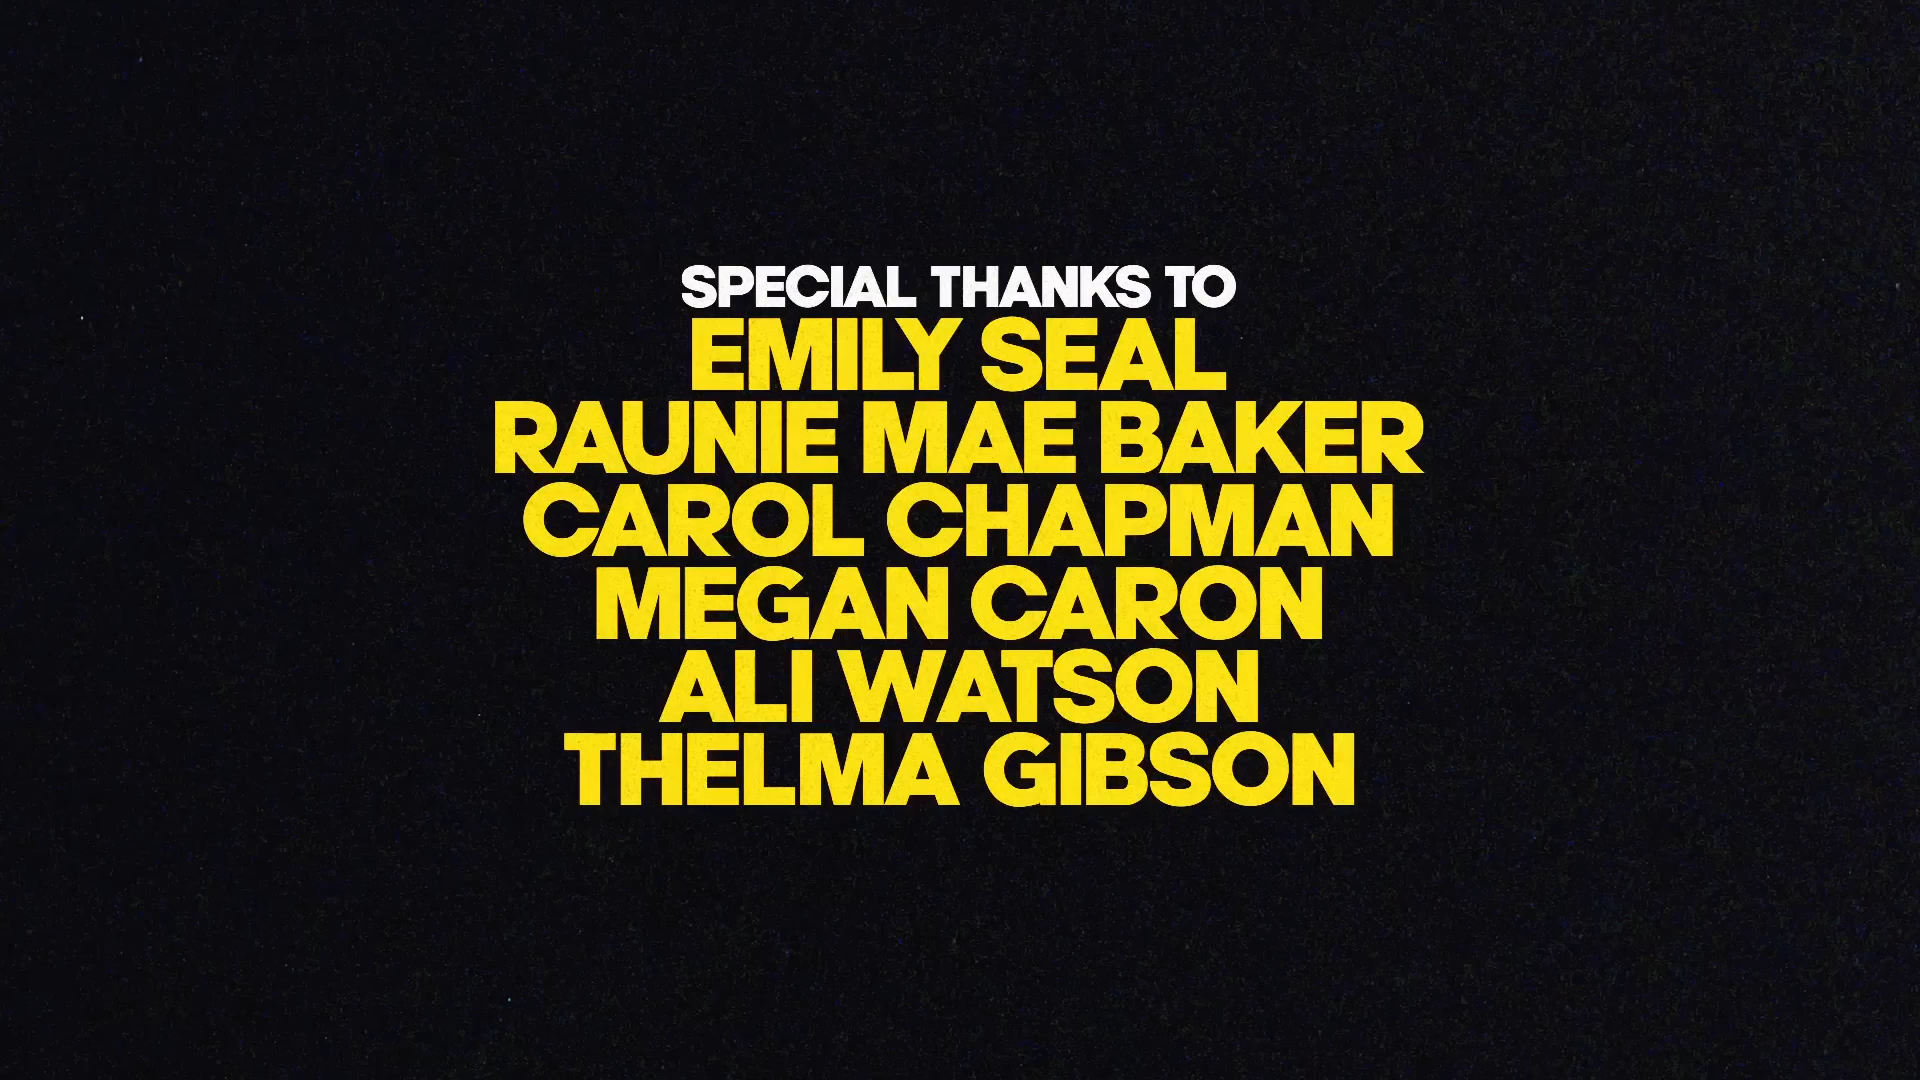 SPECIAL THANKS TO
EMILY SEAL
RAUNIE MAE BAKER
CAROL CHAPMAN
MEGAN CARON
ALI WATSON
THELMA GIBSON